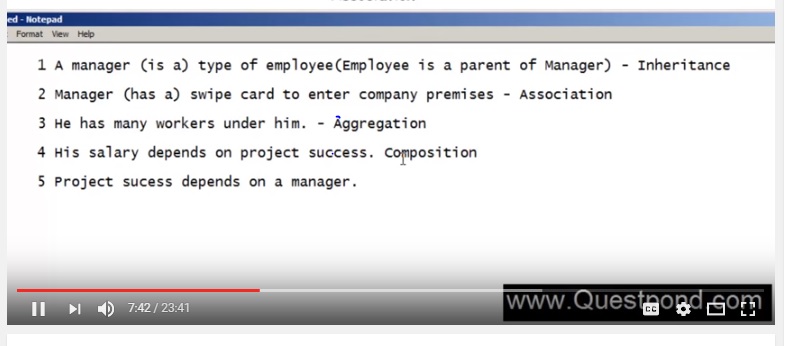 ed - Notepad
Format View Help
1 A manager (is a) type of employee(Employee is a parent of Manager) - Inheritance
2 Manager (has a) swipe card to enter company premises - Association
3 He has many workers under him. - Aggregation
4 His salary depends on project success. Composition
5 Project sucess depends on a manager.
7:42 / 23:41
www.Questpond.com
CC